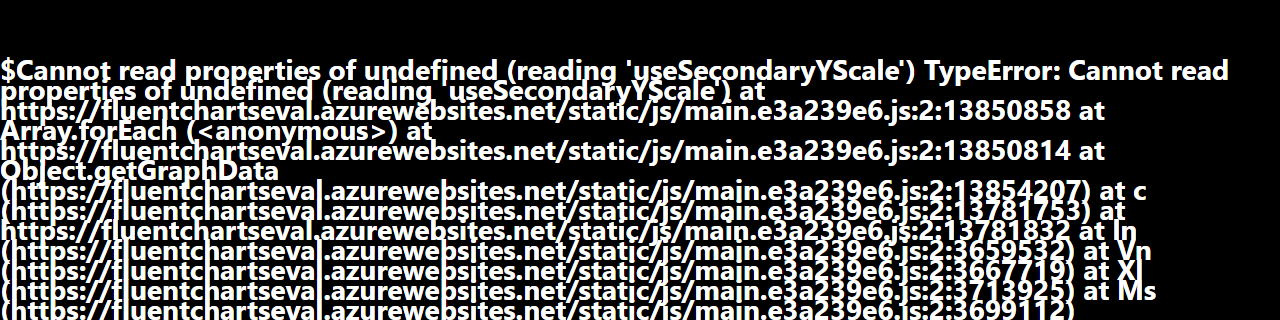 $Cannot read properties of undefined (reading 'useSecondaryYScale') TypeError: Cannot read
properties of undefined (reading 'useSecondaryYScale') at
https://fluentchartseval.azurewebsites.net/static/js/main.e3a239e6.js:2:13850858 at
Array.forEach (<anonymous>) at
https://fluentchartseval.azurewebsites.net/static/js/main.e3a239e6.js:2:13850814 at
Object.getGraphData
(https://fluentchartseval.azurewebsites.net/static/js/main.e3a239e6.js:2:13854207) at c
(https://fluentchartseval.azurewebsites.net/static/js/main.e3a239e6.js:2:13781753) at
https://fluentchartseval.azurewebsites.net/static/js/main.e3a239e6.js:2:13781832 at ln
(https://fluentchartseval.azurewebsites.net/static/js/main.e3a239e6.js:2:3659532) at Vn
(https://fluentchartseval.azurewebsites.net/static/js/main.e3a239e6.js:2:3667719) at Xl
(https://fluentchartseval.azurewebsites.net/static/js/main.e3a239e6.js:2:3713925) at Ms
(https://fluentchartseval.azurewebsites.net/static/js/main.e3a239e6.js:2:3699112)